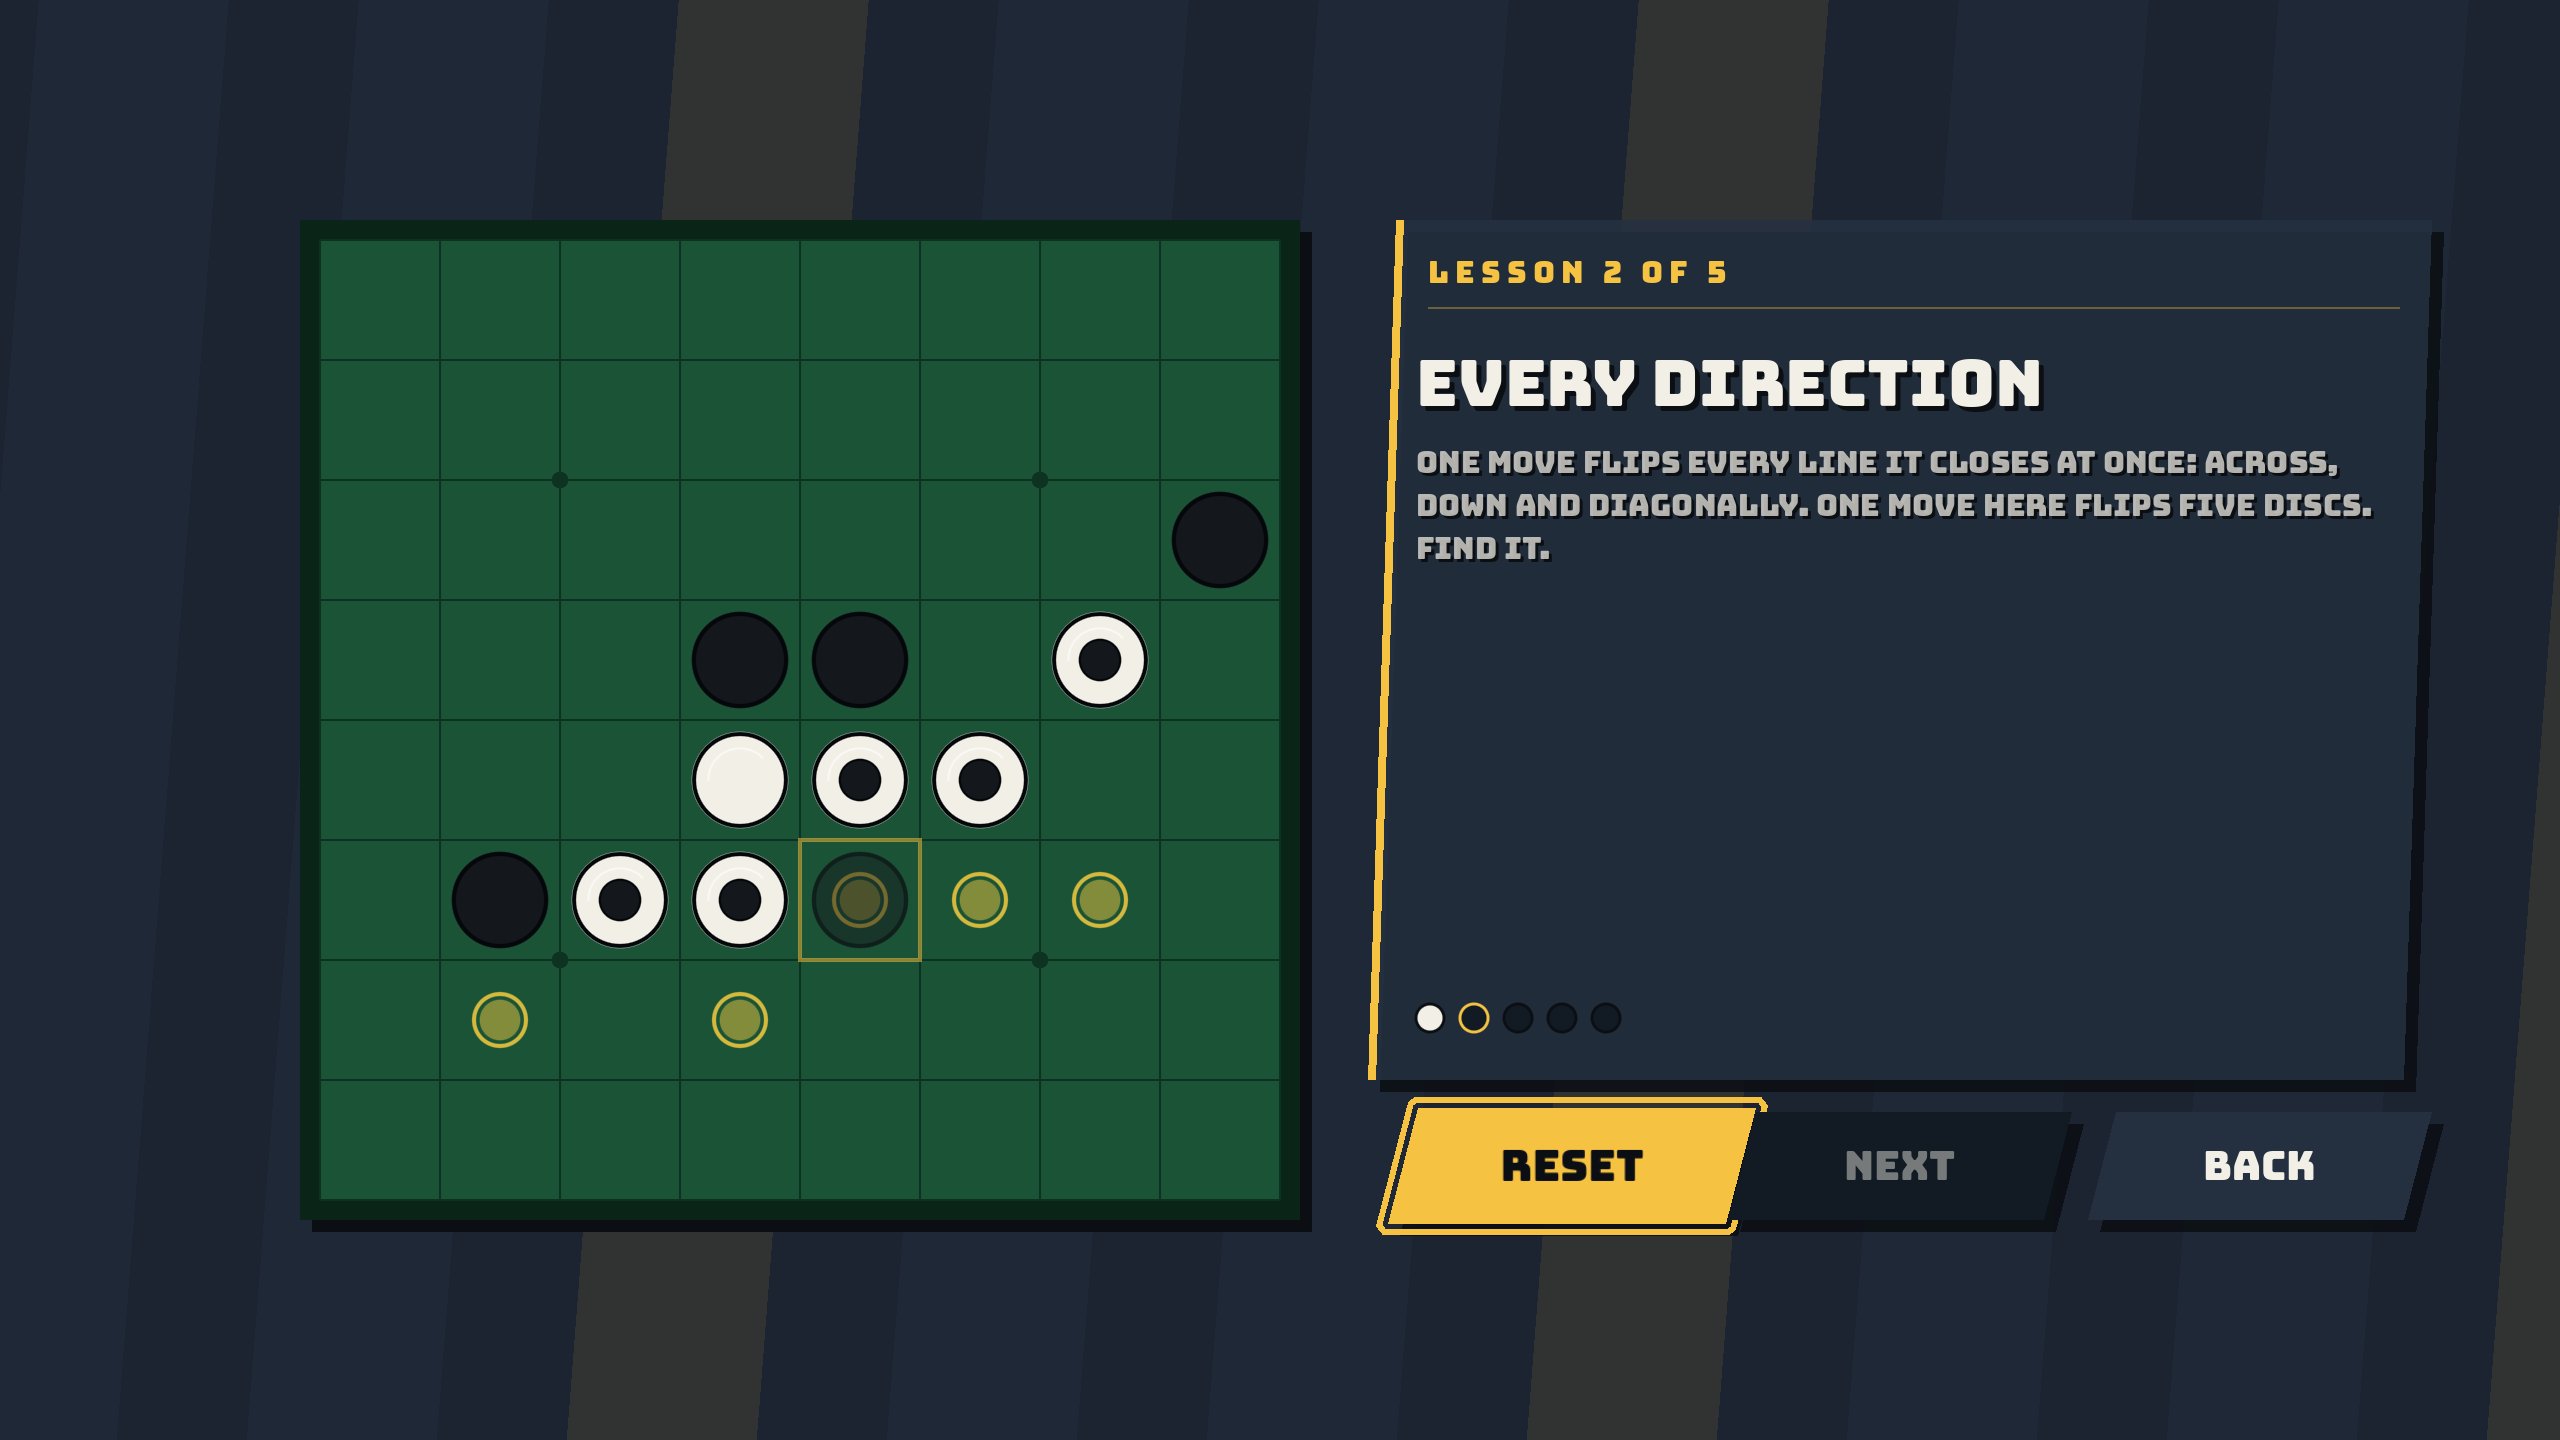 LESSON 2 OF 5
EVERY DIRECTION
ONE MOVE FLIPS EVERY LINE IT CLOSES AT ONCE: ACROSS,
DOWN AND DIAGONALLY. ONE MOVE HERE FLIPS FIVE DISCS.
FIND IT.
RESET
NEXT
BACK